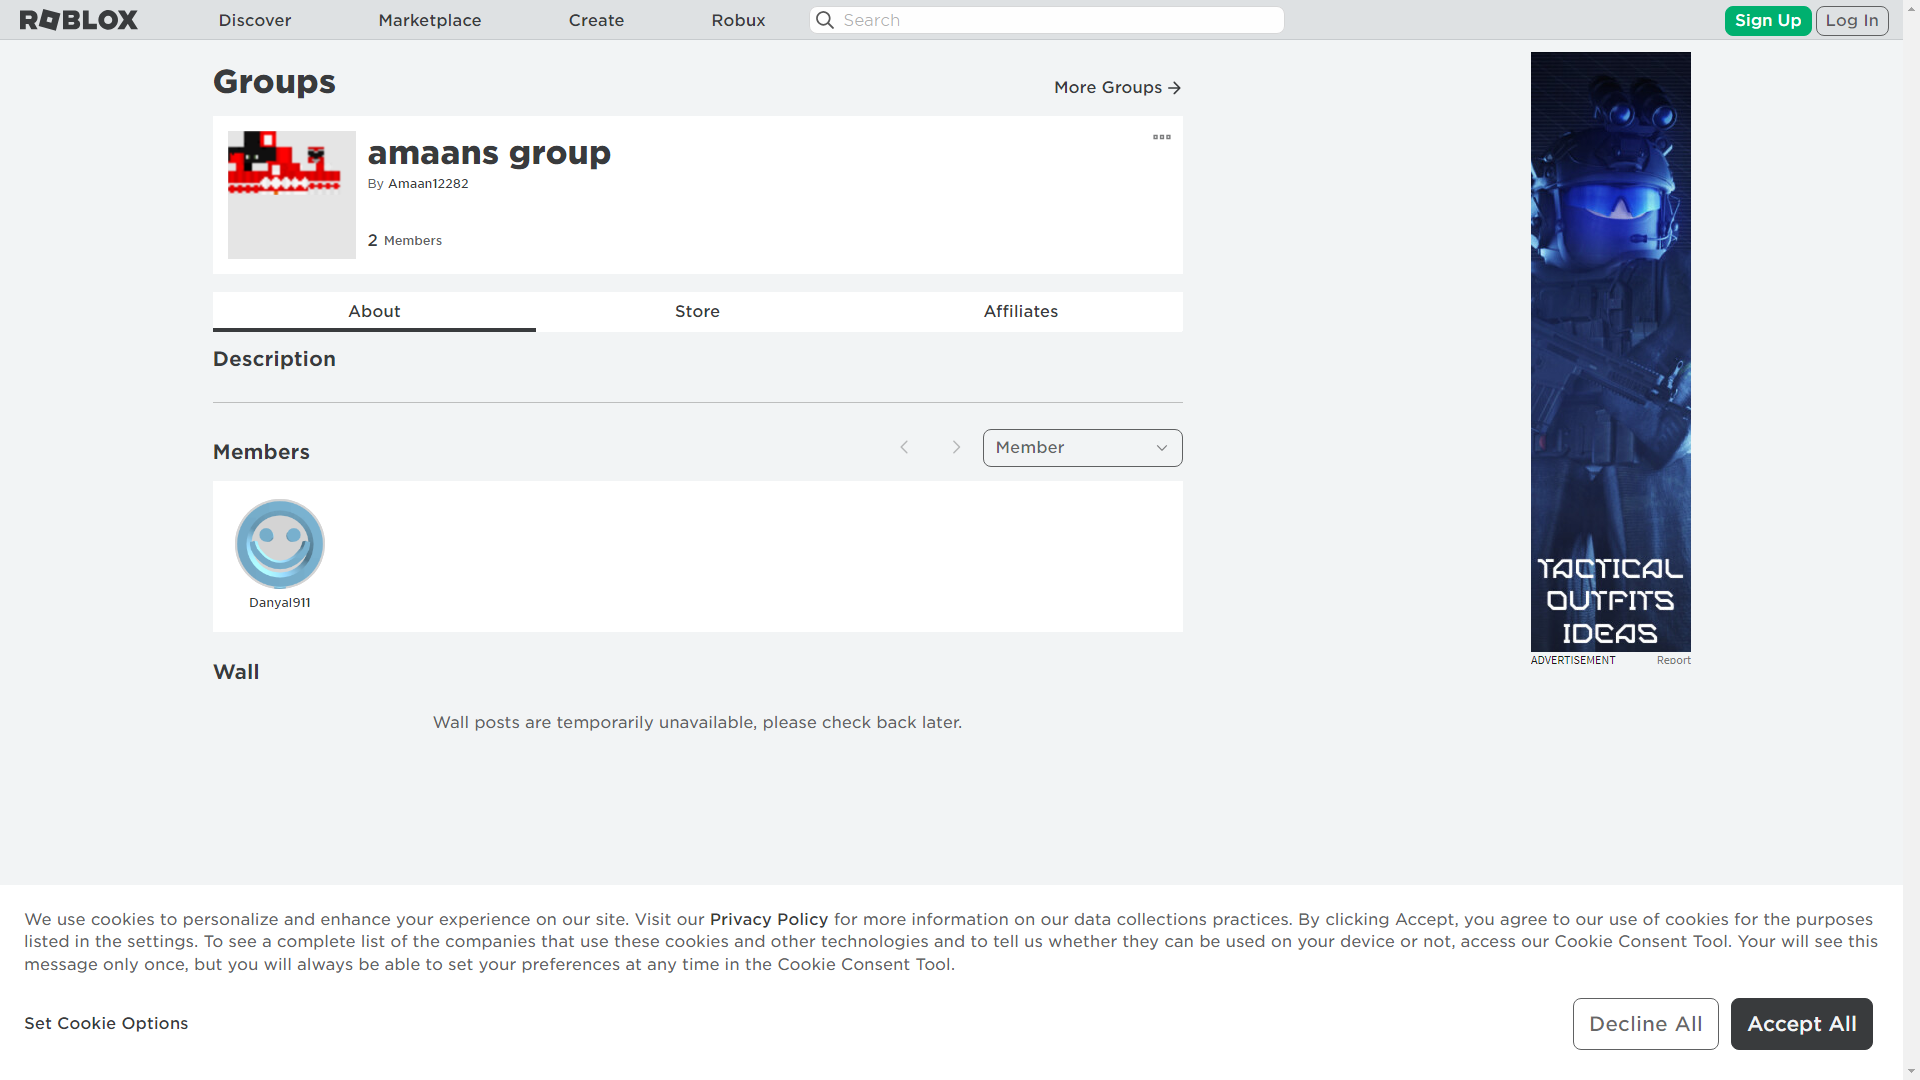 ROBLOX
Discover
Marketplace
Create
Robux
Search
Sign Up
Log In
Groups
More Groups
amaans group
By Amaan12282
2 Members
About
Store
Affiliates
Description
Members
Member
Danyal911
Wall
Wall posts are temporarily unavailable, please check back later.
TACTICAL
OUTFITS
IDEAS
ADVERTISEMENT
Report
We use cookies to personalize and enhance your experience on our site. Visit our Privacy Policy for more information on our data collections practices. By clicking Accept, you agree to our use of cookies for the purposes
listed in the settings. To see a complete list of the companies that use these cookies and other technologies and to tell us whether they can be used on your device or not, access our Cookie Consent Tool. Your will see this
message only once, but you will always be able to set your preferences at any time in the Cookie Consent Tool.
Set Cookie Options
Decline All
Accept All